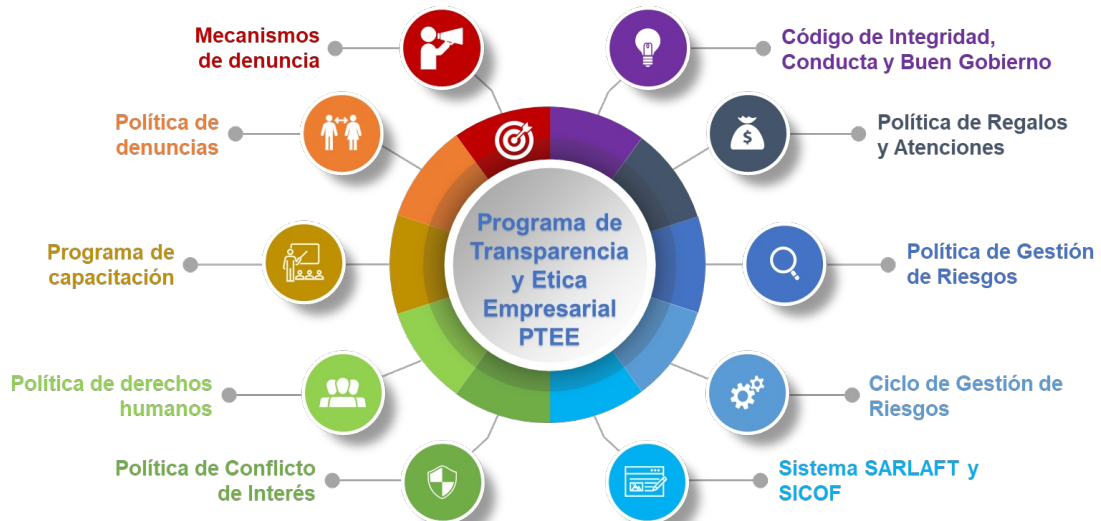 Mecanismos
de denuncia
Código de Integridad,
Conducta y Buen Gobierno
Política de
denuncias
Política de Regalos
y Atenciones
Programa de
capacitación
Programa de
Transparencia
y Etica
Empresarial
PTEE
Política de Gestión
de Riesgos
Política de derechos
humanos
Ciclo de Gestión de
Riesgos
Política de Conflicto
de Interés
Sistema SARLAFT y
SICOF